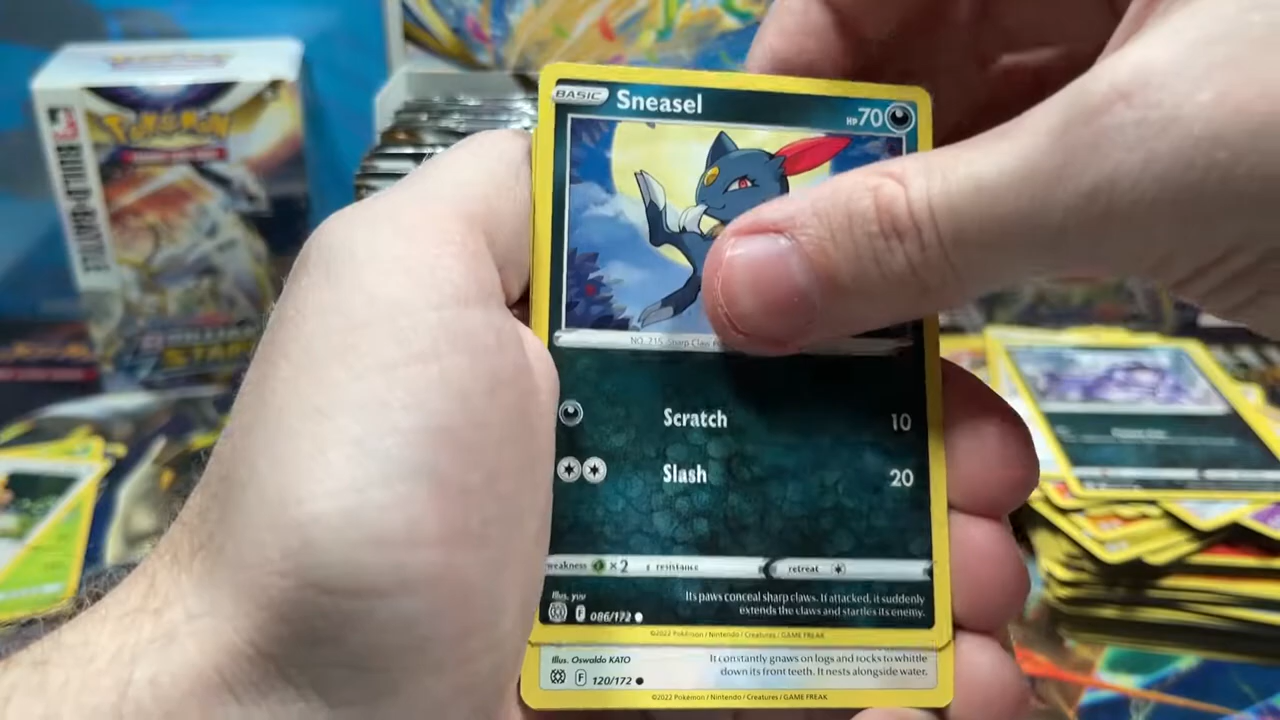 POKÉMON
BUILD & BATTLE
BASIC Sneasel HP 70
NO. 215 Sharp Claw
Scratch 10
Slash 20
weakness ×2 resistance retreat
Illus. yuu
Its paws conceal sharp claws. If attacked, it suddenly
extends the claws and startles its enemy.
F 086/172
©2022 Pokémon / Nintendo / Creatures / GAME FREAK
Illus. Oswaldo KATO
It constantly gnaws on logs and rocks to whittle
down its front teeth. It nests alongside water.
F 120/172
©2022 Pokémon / Nintendo / Creatures / GAME FREAK